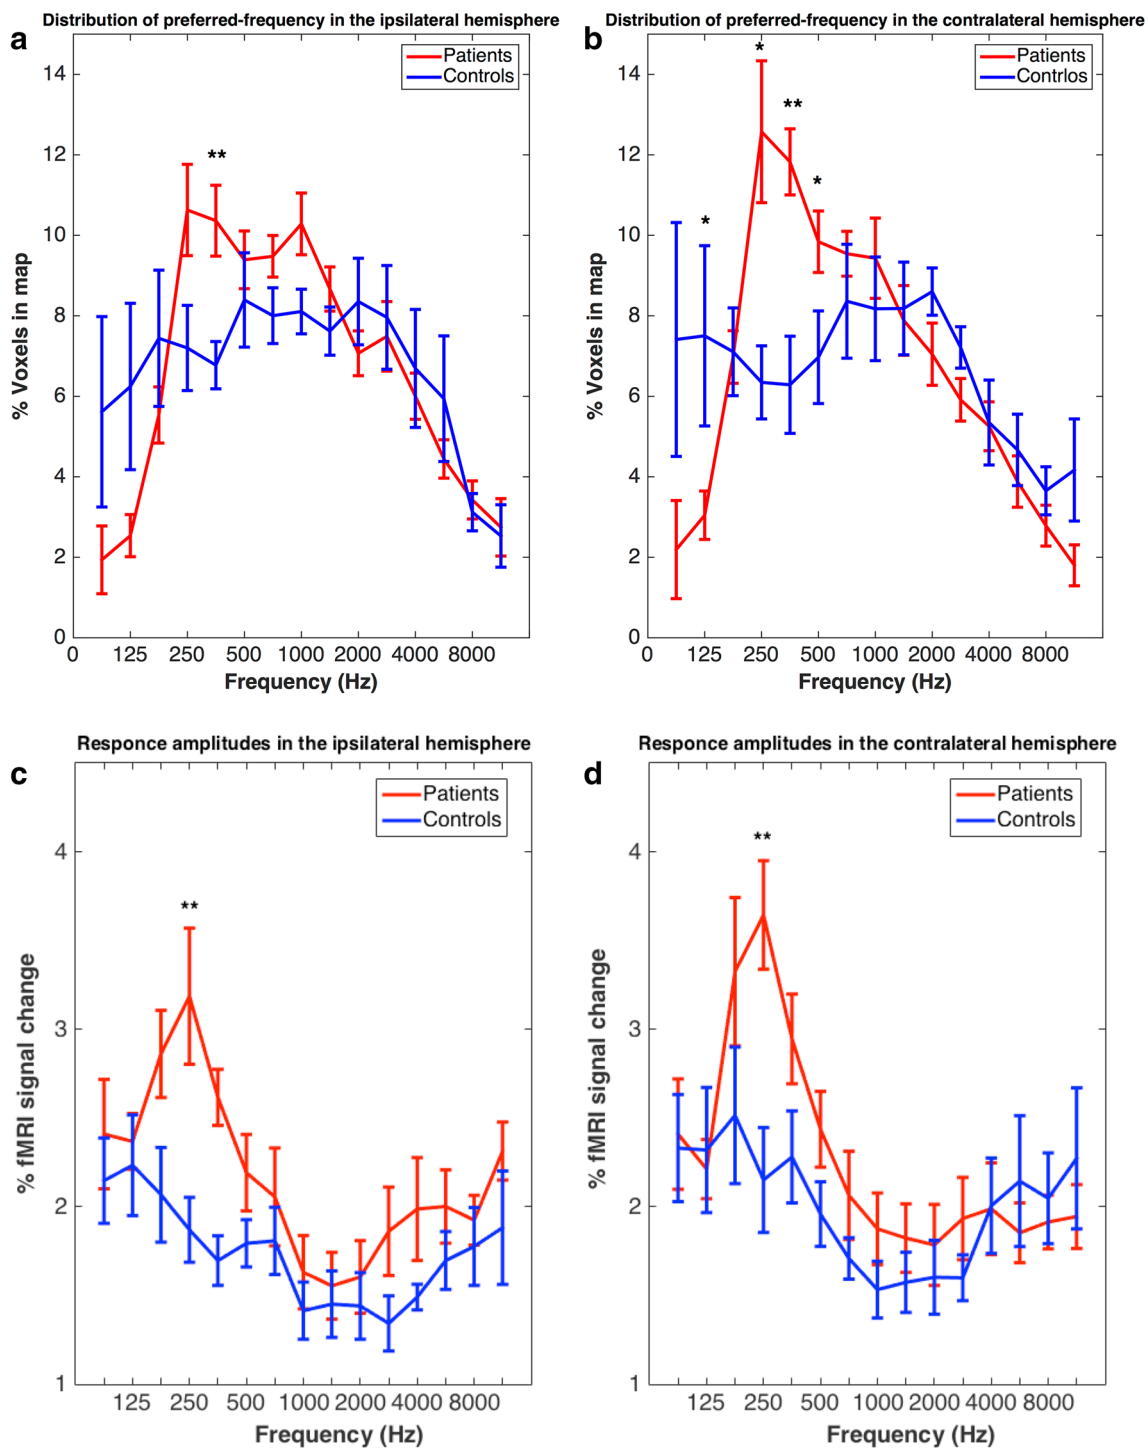 Distribution of preferred-frequency in the ipsilateral hemisphere
a
Patients
Controls
**
14
12
10
8
6
4
2
0
% Voxels in map
0 125 250 500 1000 2000 4000 8000
Frequency (Hz)
Distribution of preferred-frequency in the contralateral hemisphere
b
Patients
Contrlos
*
*
**
*
14
12
10
8
6
4
2
0
% Voxels in map
0 125 250 500 1000 2000 4000 8000
Frequency (Hz)
Responce amplitudes in the ipsilateral hemisphere
c
Patients
Controls
**
4
3
2
1
% fMRI signal change
125 250 500 1000 2000 4000 8000
Frequency (Hz)
Responce amplitudes in the contralateral hemisphere
d
Patients
Controls
**
4
3
2
1
% fMRI signal change
125 250 500 1000 2000 4000 8000
Frequency (Hz)